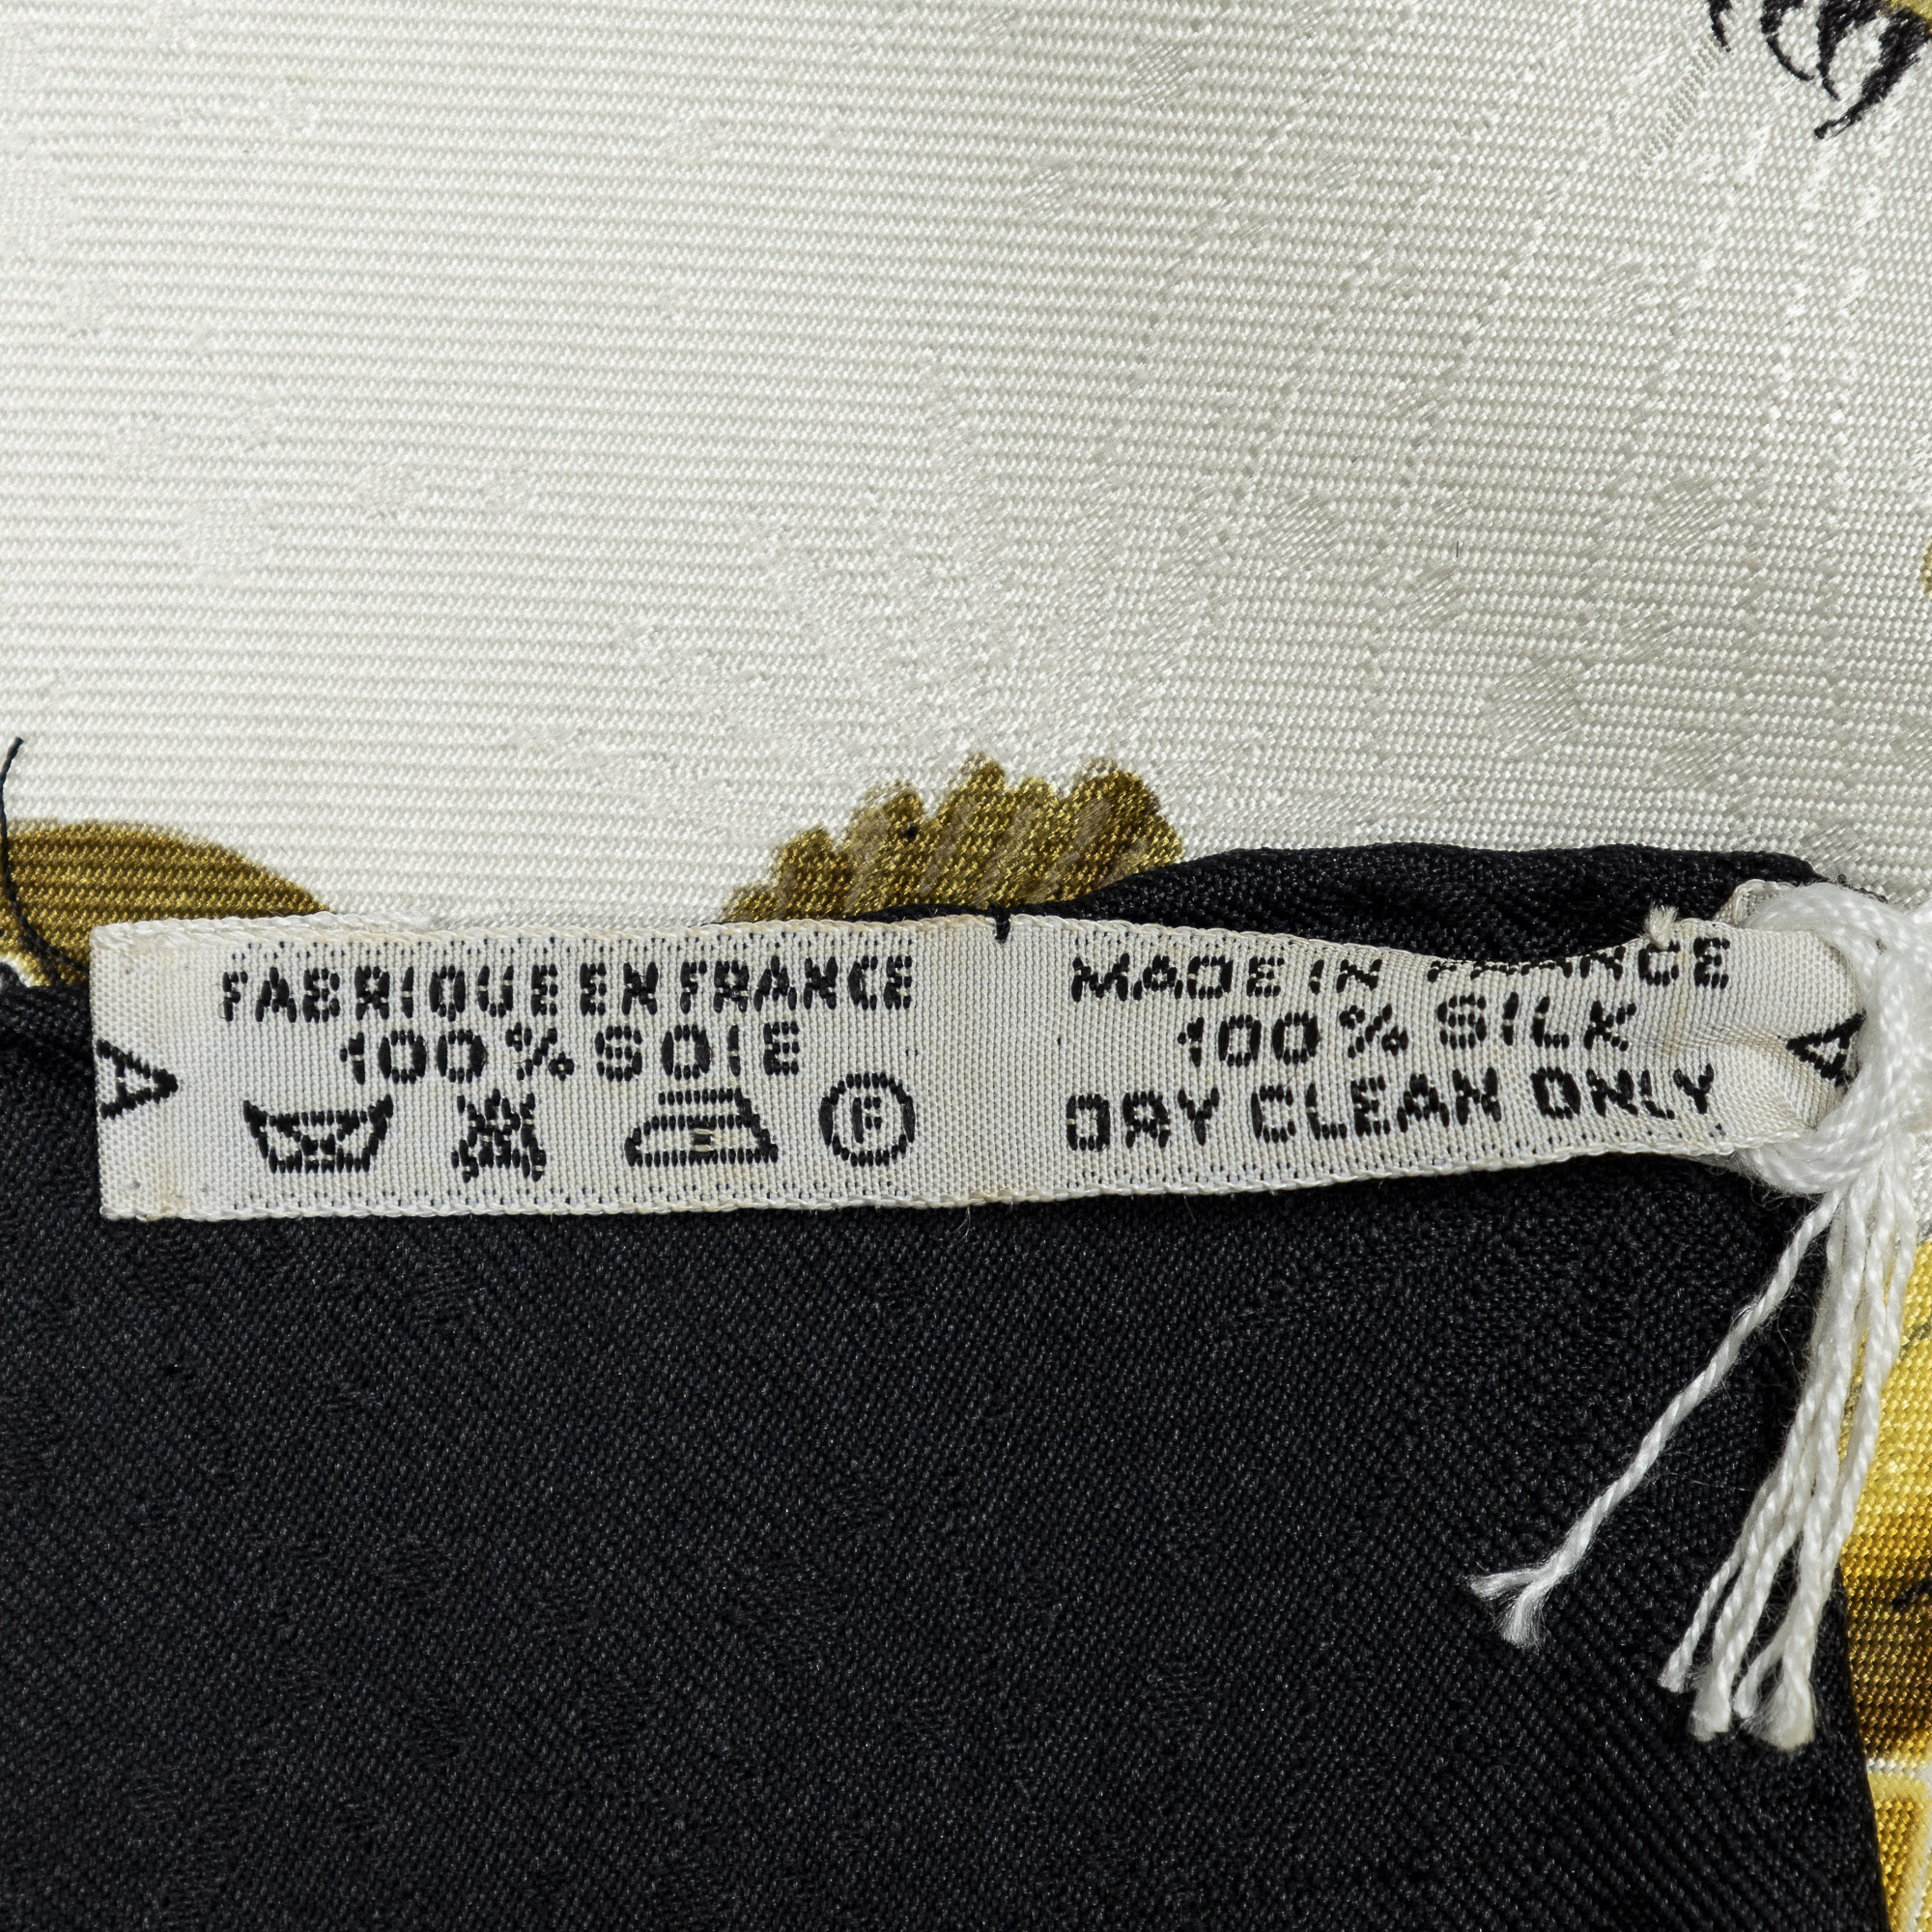 FABRIQUE EN FRANCE
100% SOIE
F
MADE IN FRANCE
100% SILK
DRY CLEAN ONLY
A
A